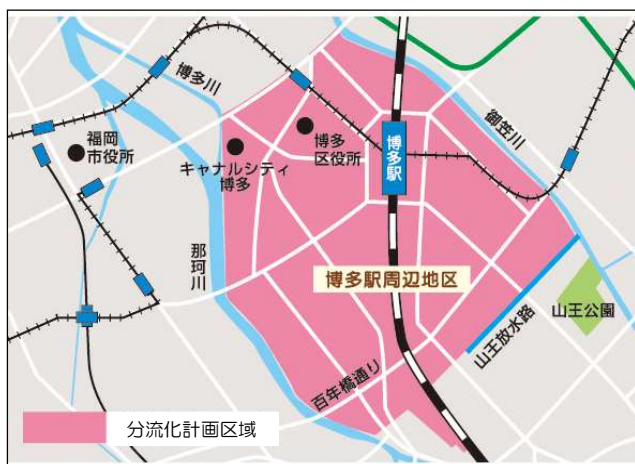 博多川
福岡
市役所
キャナルシティ
博多
博多
区役所
博多駅
御笠川
那珂川
博多駅周辺地区
山王放水路
山王公園
百年橋通り
分流化計画区域